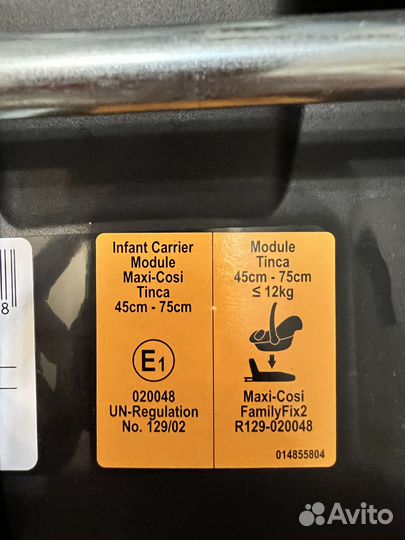 8
Infant Carrier
Module
Maxi-Cosi
Tinca
45cm - 75cm
E1
020048
UN-Regulation
No. 129/02
Module
Tinca
45cm - 75cm
≤ 12kg
Maxi-Cosi
FamilyFix2
R129-020048
014855804
Avito